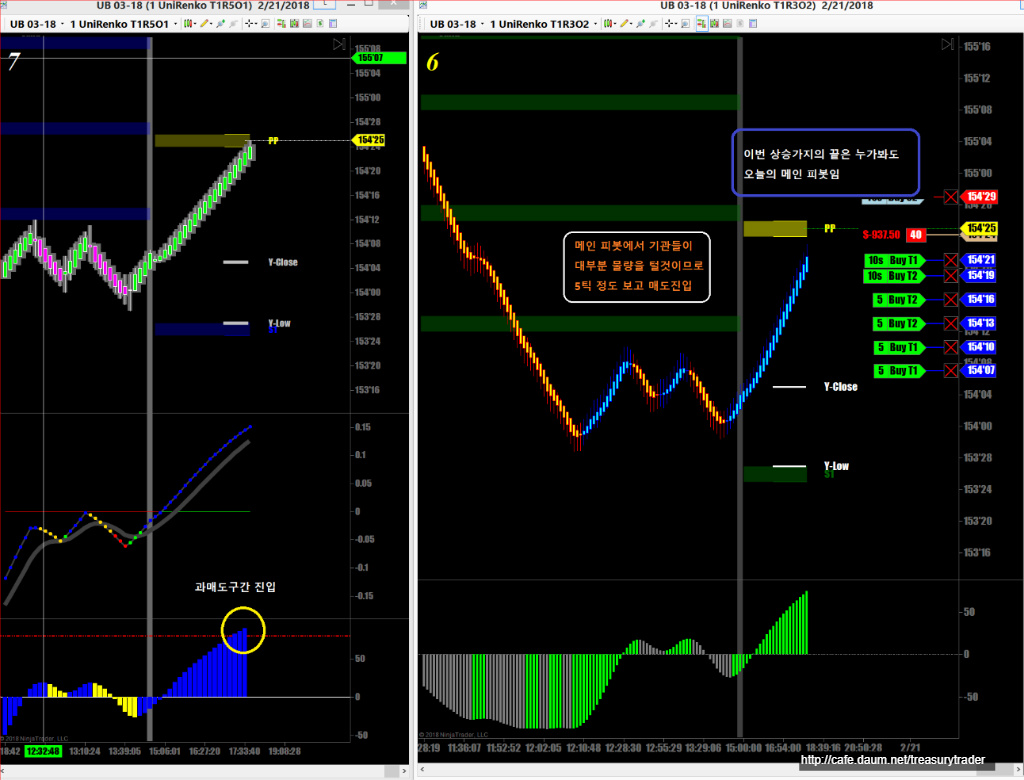 UB 03-18 (1 UniRenko T1R5O1) 2/21/2018
UB 03-18 · 1 UniRenko T1R5O1
7
155'08
155'07
155'04
155'00
154'28
154'25
154'24
154'20
154'16
154'12
154'08
154'04
154'00
153'28
153'24
153'20
153'16
PP
Y-Close
Y-Low
S1
0.15
0.1
0.05
0
-0.05
-0.1
-0.15
과매도구간 진입
50
0
-50
© 2018 NinjaTrader, LLC
18:42
12:32:48
13:10:24
13:39:05
15:06:01
16:27:20
17:33:48
19:08:28
UB 03-18 (1 UniRenko T1R3O2) 2/21/2018
UB 03-18 · 1 UniRenko T1R3O2
6
이번 상승가지의 끝은 누가봐도
오늘의 메인 피봇임
메인 피봇에서 기관들이
대부분 물량을 털것이므로
5틱 정도 보고 매도진입
PP
Y-Close
Y-Low
S1
$-937.50
40
10s Buy T1
10s Buy T2
5 Buy T2
5 Buy T2
5 Buy T1
5 Buy T1
155'16
155'12
155'08
155'04
155'00
154'29
154'28
154'25
154'24
154'21
154'19
154'16
154'13
154'10
154'07
154'04
154'00
153'28
153'24
153'20
153'16
50
0
-50
© 2018 NinjaTrader, LLC
28:19
11:36:07
11:52:52
12:02:05
12:10:48
12:28:38
12:55:29
13:29:06
15:00:00
16:54:00
18:39:16
20:50:28
2/21
http://cafe.daum.net/treasurytrader